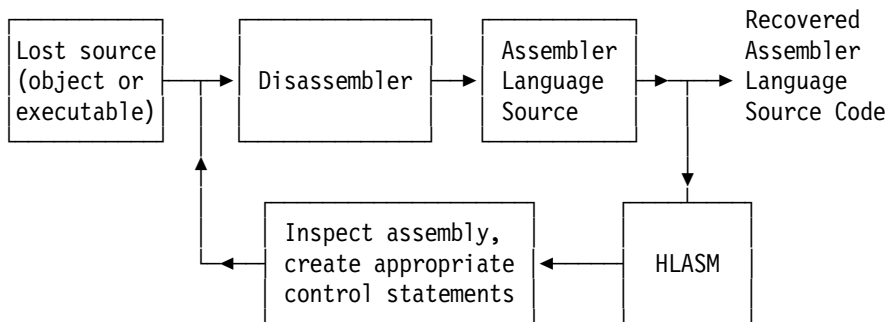 Lost source
(object or
executable)
Disassembler
Assembler
Language
Source
Recovered
Assembler
Language
Source Code
Inspect assembly,
create appropriate
control statements
HLASM